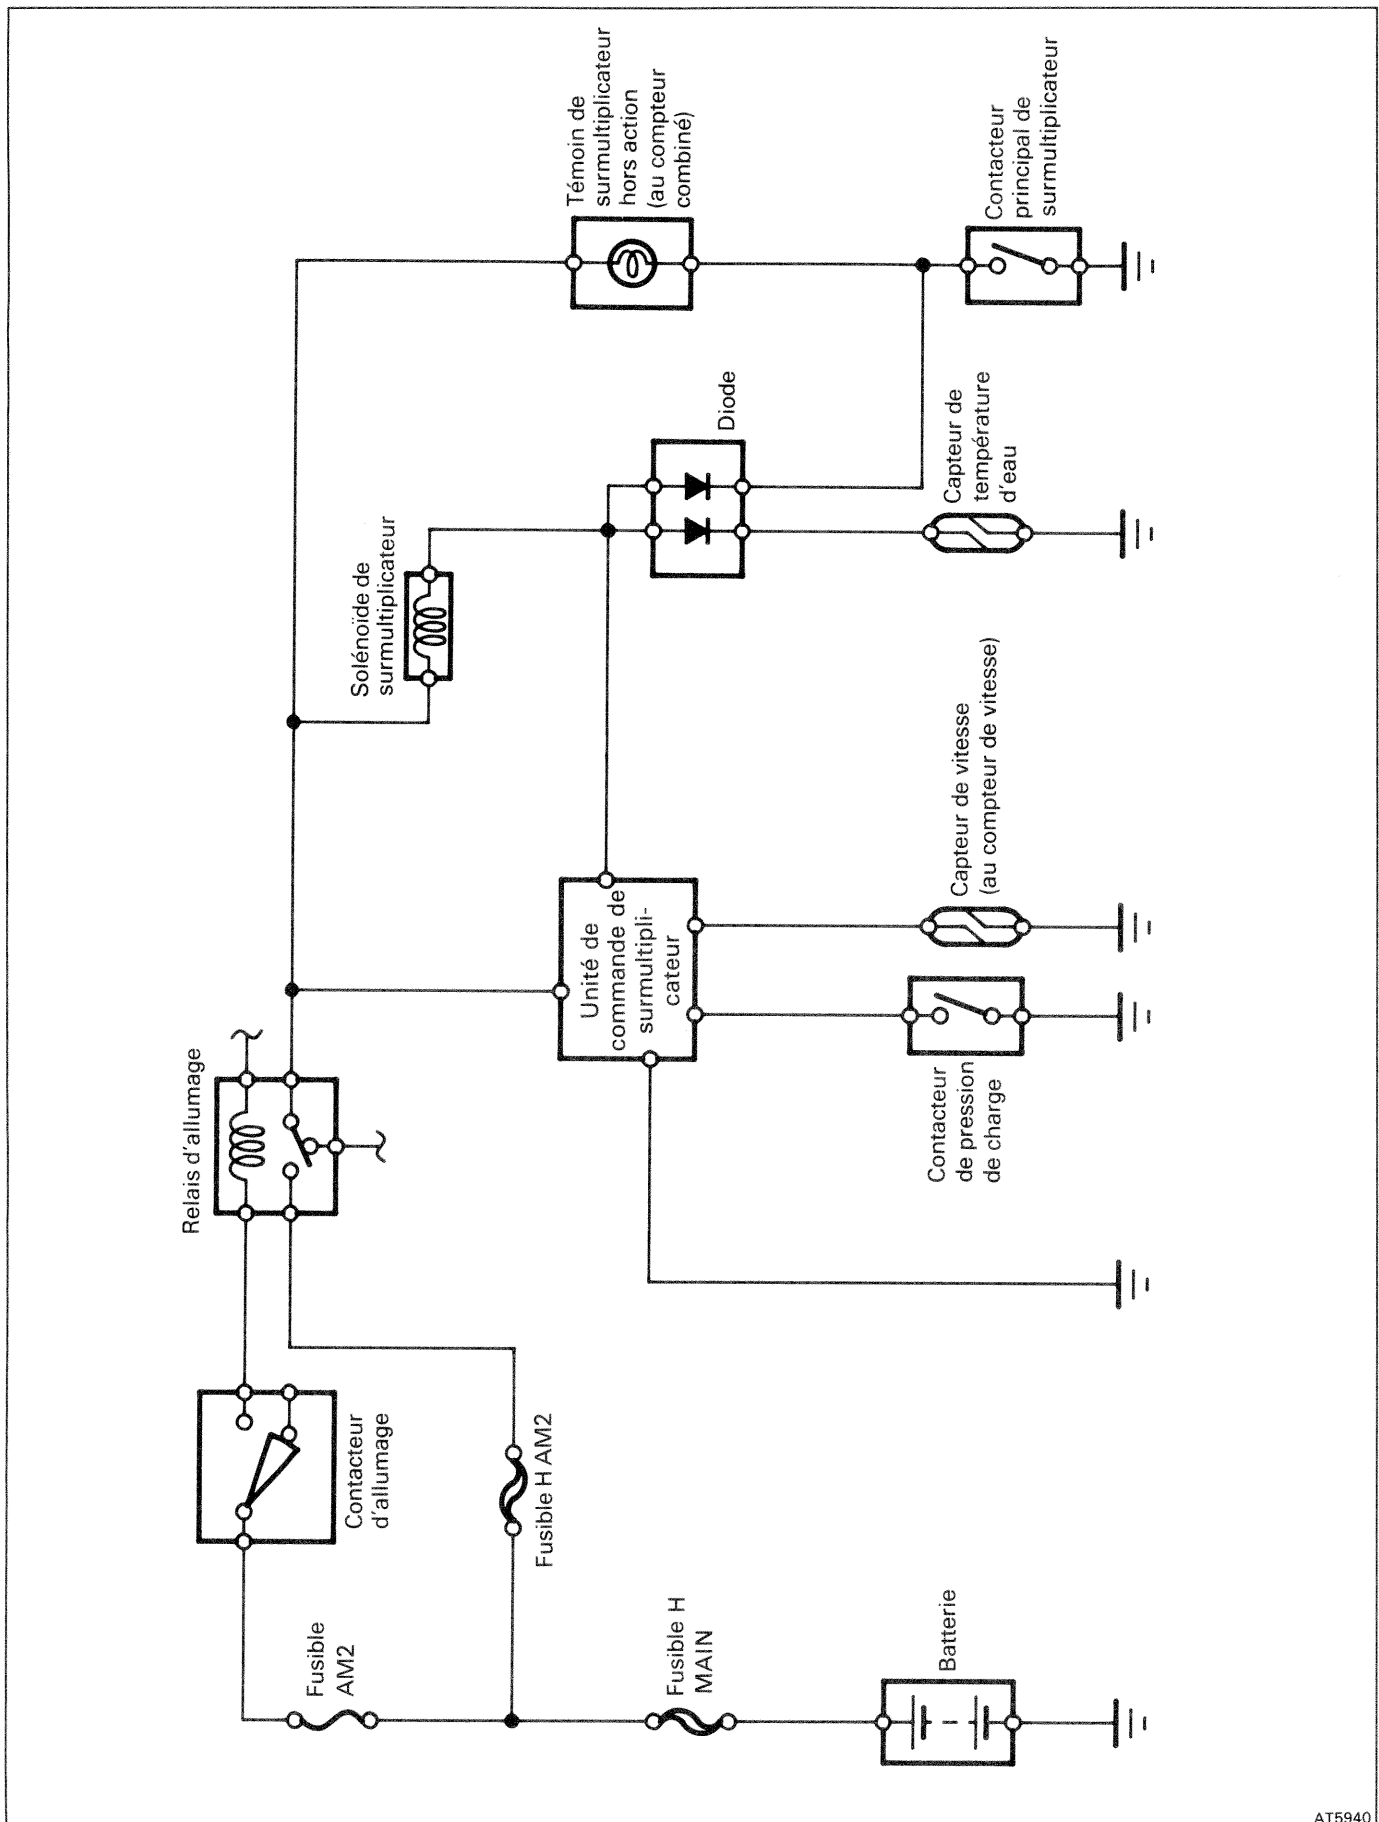 Témoin de
surmultiplicateur
hors action
(au compteur
combiné)
Contacteur
principal de
surmultiplicateur
Diode
Capteur de
température
d'eau
Solénoïde de
surmultiplicateur
Capteur de vitesse
(au compteur de vitesse)
Unité de
commande de
surmultipli-
cateur
Relais d'allumage
Contacteur
de pression
de charge
Contacteur
d'allumage
Fusible H AM2
Fusible
AM2
Fusible H
MAIN
Batterie
AT5940